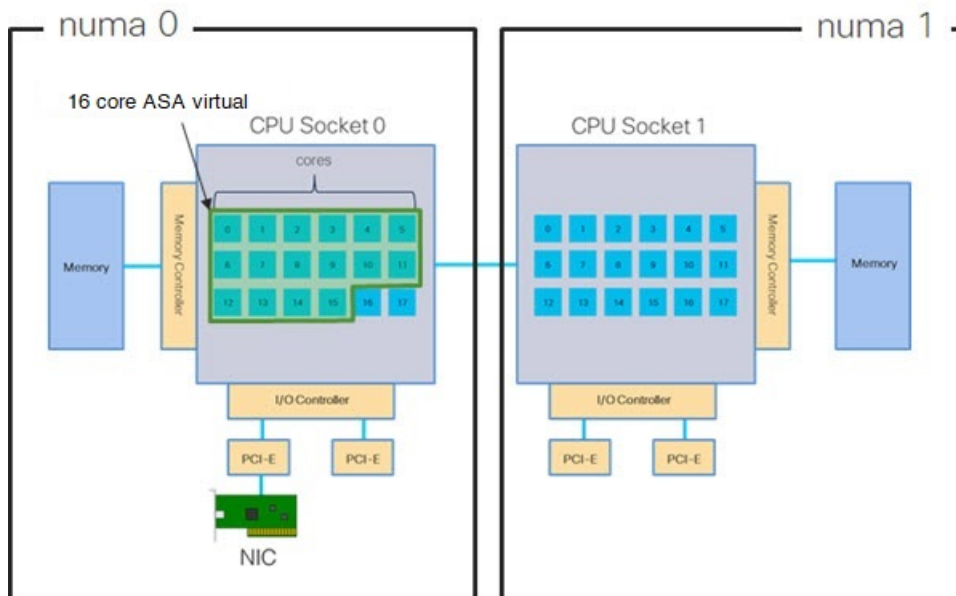 numa 0
numa 1
16 core ASA virtual
CPU Socket 0
CPU Socket 1
cores
Memory
Memory Controller
0 1 2 3 4 5
6 7 8 9 10 11
12 13 14 15 16 17
0 1 2 3 4 5
6 7 8 9 10 11
12 13 14 15 16 17
Memory Controller
Memory
I/O Controller
I/O Controller
PCI-E
PCI-E
PCI-E
PCI-E
NIC